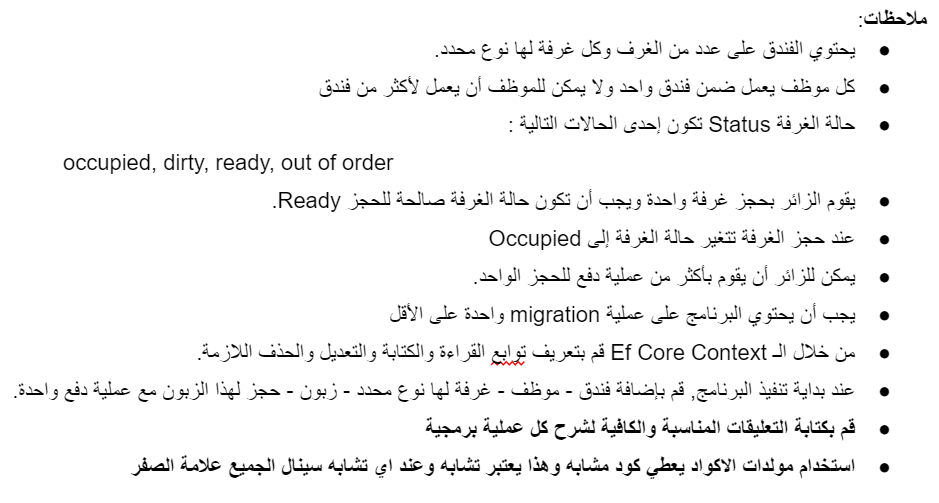 ملاحظات:
● يحتوي الفندق على عدد من الغرف وكل غرفة لها نوع محدد.
● كل موظف يعمل ضمن فندق واحد ولا يمكن للموظف أن يعمل لأكثر من فندق
● حالة الغرفة Status تكون إحدى الحالات التالية :
occupied, dirty, ready, out of order
● يقوم الزائر بحجز غرفة واحدة ويجب أن تكون حالة الغرفة صالحة للحجز Ready.
● عند حجز الغرفة تتغير حالة الغرفة إلى Occupied
● يمكن للزائر أن يقوم بأكثر من عملية دفع للحجز الواحد.
● يجب أن يحتوي البرنامج على عملية migration واحدة على الأقل
● من خلال الـ Ef Core Context قم بتعريف توابع القراءة والكتابة والتعديل والحذف اللازمة.
● عند بداية تنفيذ البرنامج, قم بإضافة فندق - موظف - غرفة لها نوع محدد - زبون - حجز لهذا الزبون مع عملية دفع واحدة.
● قم بكتابة التعليقات المناسبة والكافية لشرح كل عملية برمجية
● استخدام مولدات الاكواد يعطي كود مشابه وهذا يعتبر تشابه وعند اي تشابه سينال الجميع علامة الصفر